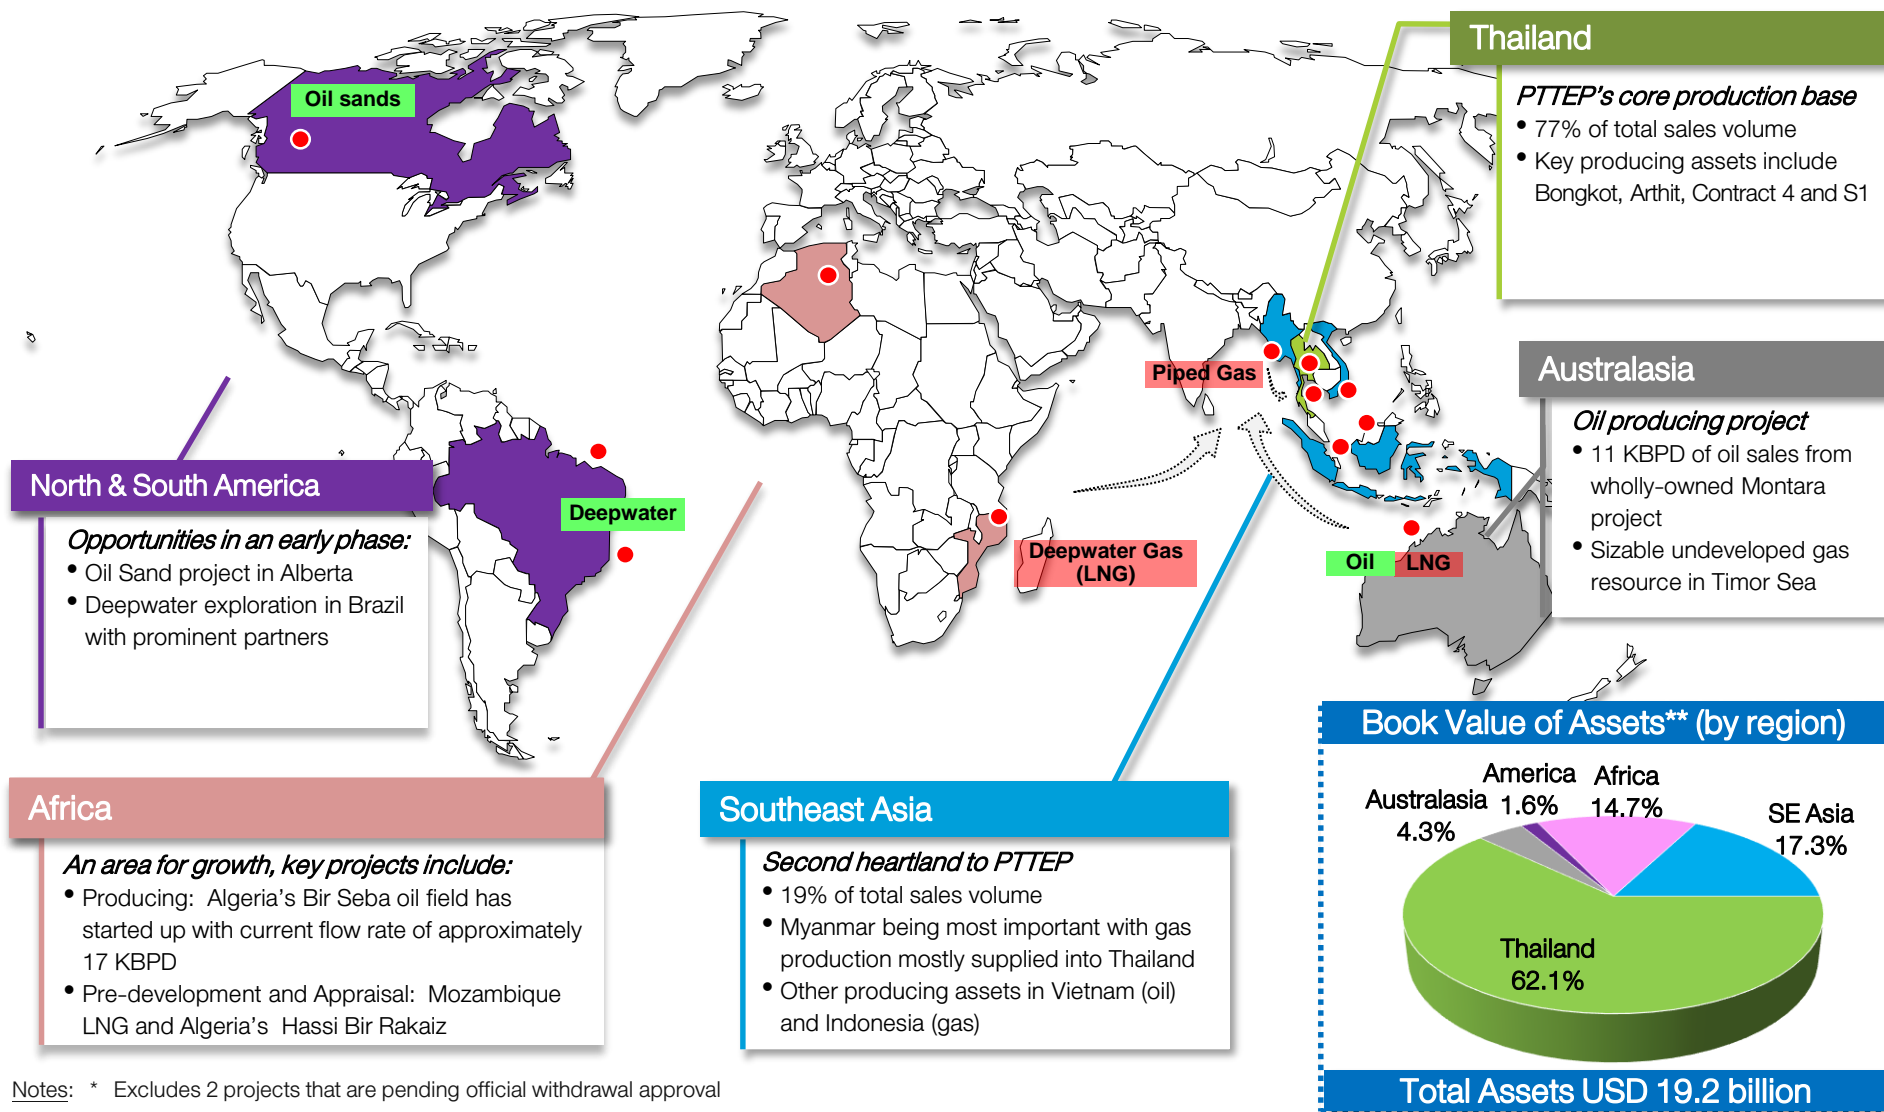 Thailand
PTTEP's core production base
• 77% of total sales volume
• Key producing assets include
Bongkot, Arthit, Contract 4 and S1
Oil sands
Piped Gas
Australasia
Oil producing project
• 11 KBPD of oil sales from
wholly-owned Montara
project
• Sizable undeveloped gas
resource in Timor Sea
North & South America
Opportunities in an early phase:
• Oil Sand project in Alberta
• Deepwater exploration in Brazil
with prominent partners
Deepwater
Deepwater Gas
(LNG)
Oil
LNG
Africa
An area for growth, key projects include:
• Producing: Algeria's Bir Seba oil field has
started up with current flow rate of approximately
17 KBPD
• Pre-development and Appraisal: Mozambique
LNG and Algeria's Hassi Bir Rakaiz
Southeast Asia
Second heartland to PTTEP
• 19% of total sales volume
• Myanmar being most important with gas
production mostly supplied into Thailand
• Other producing assets in Vietnam (oil)
and Indonesia (gas)
Book Value of Assets** (by region)
Australasia
4.3%
America
1.6%
Africa
14.7%
SE Asia
17.3%
Thailand
62.1%
Total Assets USD 19.2 billion
Notes: * Excludes 2 projects that are pending official withdrawal approval